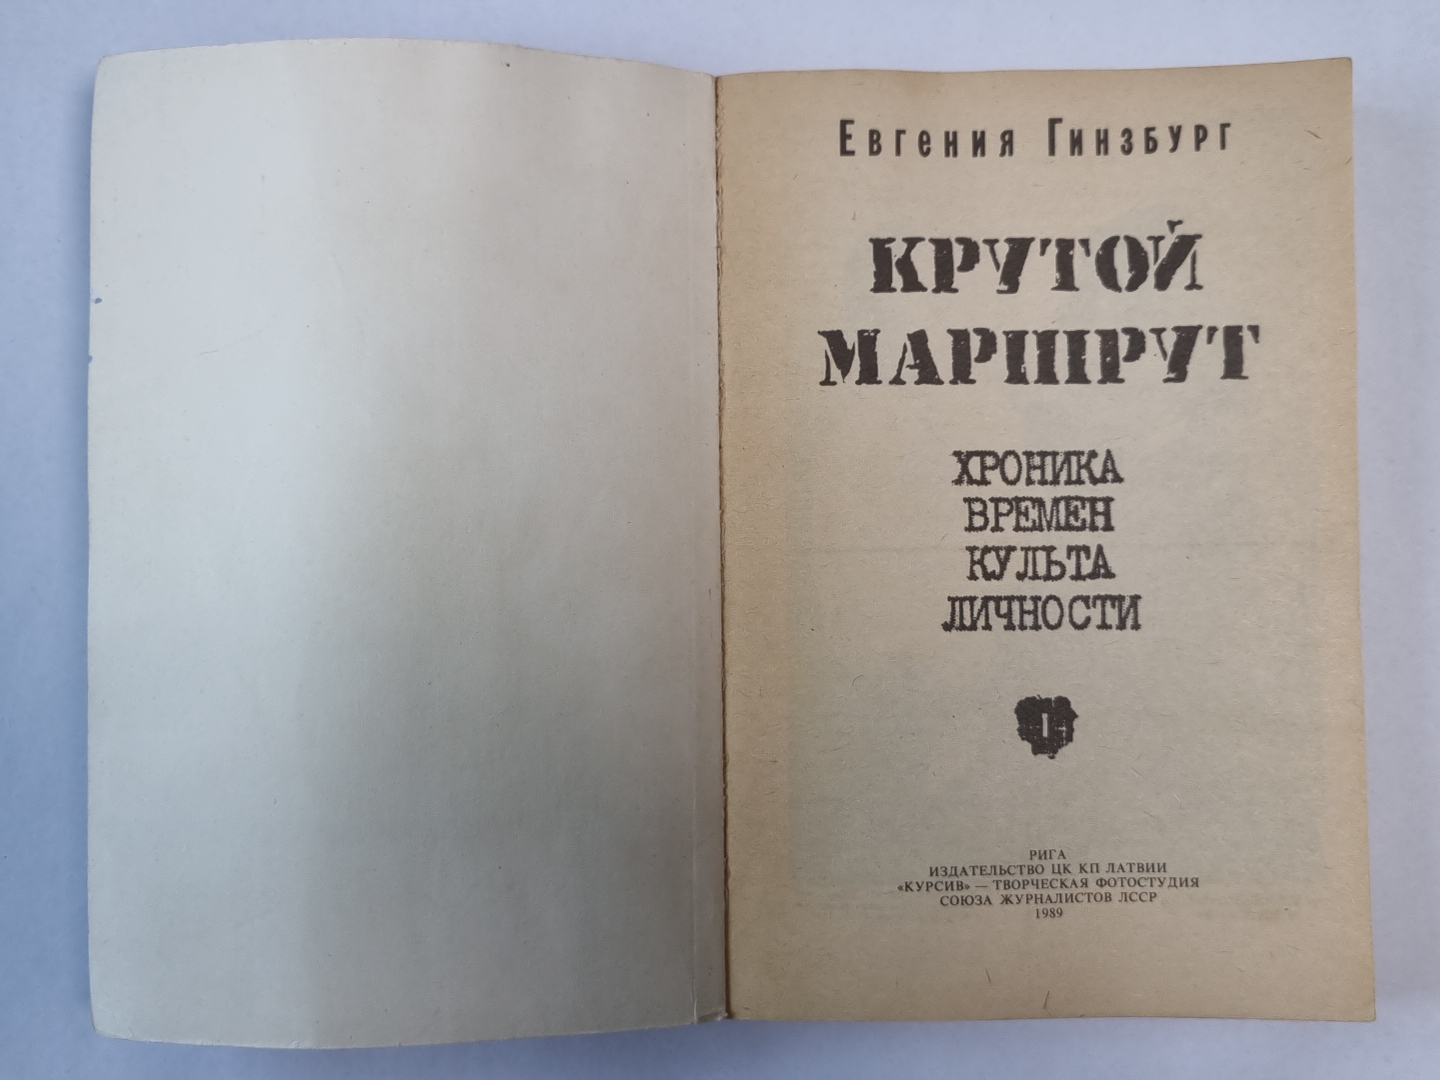 Евгения Гинзбург
КРУТОЙ
МАРШРУТ
ХРОНИКА
ВРЕМЕН
КУЛЬТА
ЛИЧНОСТИ
I
РИГА
ИЗДАТЕЛЬСТВО ЦК КП ЛАТВИИ
«КУРСИВ» — ТВОРЧЕСКАЯ ФОТОСТУДИЯ
СОЮЗА ЖУРНАЛИСТОВ ЛССР
1989